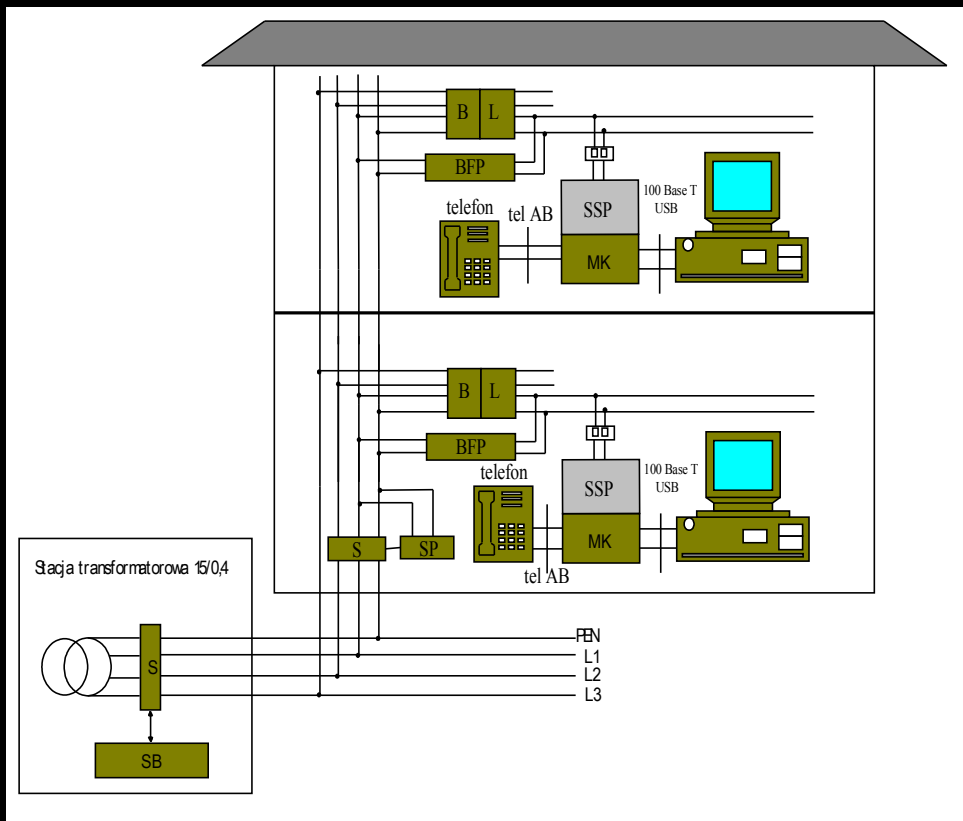 B L
BFP
telefon
tel AB
SSP
MK
100 Base T
USB
B L
BFP
telefon
tel AB
SSP
MK
100 Base T
USB
S
SP
Stacja transformatorowa 15/0,4
S
SB
PEN
L1
L2
L3